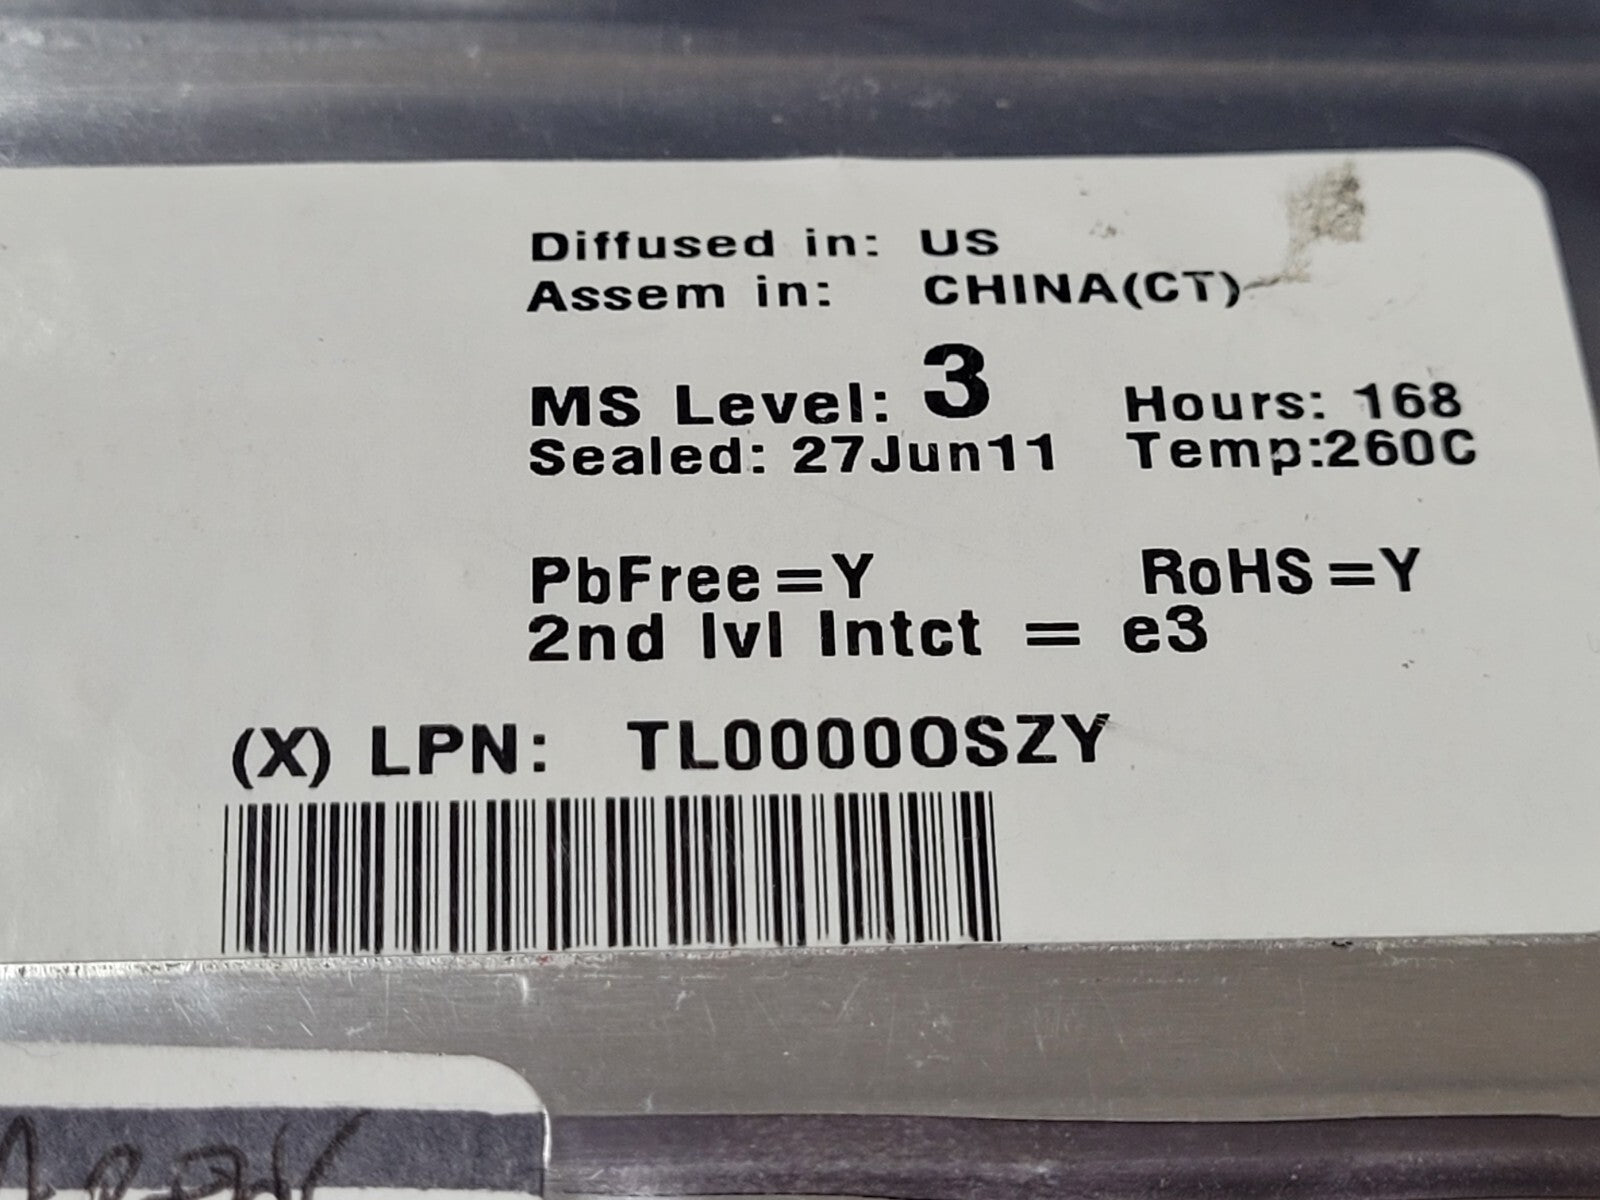 Diffused in: US
Assem in: CHINA(CT)
MS Level: 3 Hours: 168
Sealed: 27Jun11 Temp:260C
PbFree=Y RoHS=Y
2nd lvl Intct = e3
(X) LPN: TL00000SZY